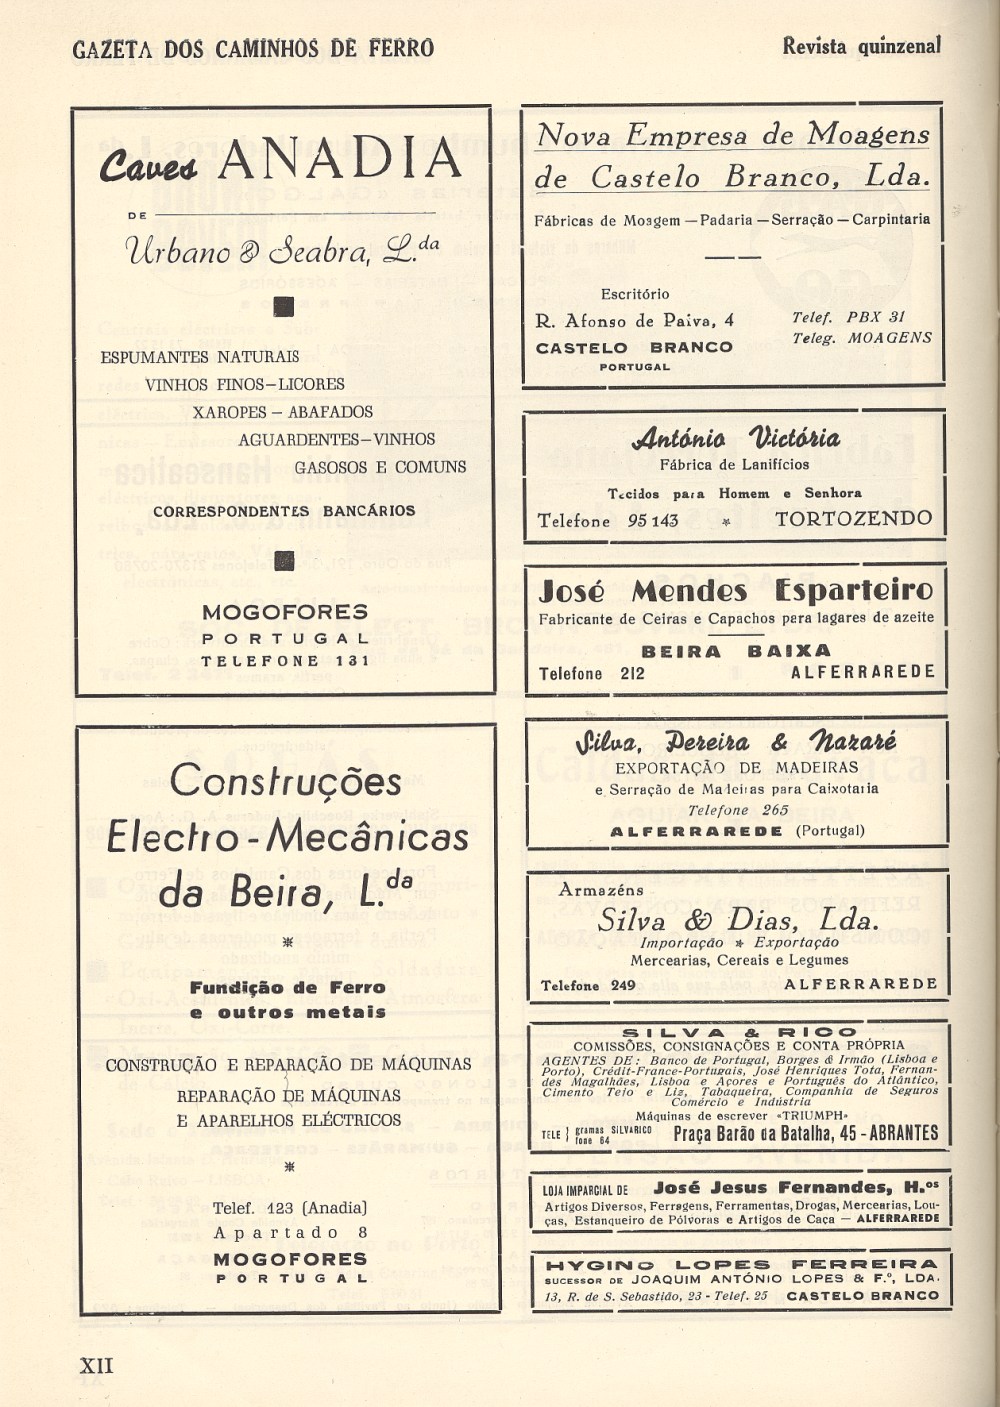 GAZETA DOS CAMINHOS DE FERRO
Revista quinzenal
Caves ANADIA
DE
Urbano & Seabra, L.da
ESPUMANTES NATURAIS
VINHOS FINOS—LICORES
XAROPES — ABAFADOS
AGUARDENTES—VINHOS
GASOSOS E COMUNS
CORRESPONDENTES BANCÁRIOS
MOGOFORES
PORTUGAL
TELEFONE 131
Construções
Electro-Mecânicas
da Beira, L.da
*
Fundição de Ferro
e outros metais
CONSTRUÇÃO E REPARAÇÃO DE MÁQUINAS
REPARAÇÃO DE MÁQUINAS
E APARELHOS ELÉCTRICOS
*
Telef. 123 (Anadia)
Apartado 8
MOGOFORES
PORTUGAL
Nova Empresa de Moagens
de Castelo Branco, Lda.
Fábricas de Moagem — Padaria — Serração — Carpintaria
Escritório
R. Afonso de Paiva, 4
CASTELO BRANCO
PORTUGAL
Telef. PBX 31
Teleg. MOAGENS
António Victória
Fábrica de Lanifícios
Tecidos para Homem e Senhora
Telefone 95 143 * TORTOZENDO
José Mendes Esparteiro
Fabricante de Ceiras e Capachos para lagares de azeite
BEIRA BAIXA
Telefone 212 ALFERRAREDE
Silva, Pereira & Nazaré
EXPORTAÇÃO DE MADEIRAS
e Serração de Madeiras para Caixotaria
Telefone 265
ALFERRAREDE (Portugal)
Armazéns
Silva & Dias, Lda.
Importação * Exportação
Mercearias, Cereais e Legumes
Telefone 249 ALFERRAREDE
SILVA & RICO
COMISSÕES, CONSIGNAÇÕES E CONTA PRÓPRIA
AGENTES DE: Banco de Portugal, Borges & Irmão (Lisboa e
Porto), Crédit-France-Portugais, José Henriques Tota, Fernan-
des Magalhães, Lisboa e Açores e Português do Atlântico,
Cimento Tejo e Liz, Tabaqueira, Companhia de Seguros
Comércio e Indústria
Máquinas de escrever «TRIUMPH»
TELE { gramas SILVARICO
fone 64
Praça Barão da Batalha, 45 - ABRANTES
LOJA IMPARCIAL DE José Jesus Fernandes, H.os
Artigos Diversos, Ferragens, Ferramentas, Drogas, Mercearias, Lou-
ças, Estanqueiro de Pólvoras e Artigos de Caça — ALFERRAREDE
HYGINO LOPES FERREIRA
SUCESSOR DE JOAQUIM ANTÓNIO LOPES & F.º, LDA.
13, R. de S. Sebastião, 23 - Telef. 25 CASTELO BRANCO
XII